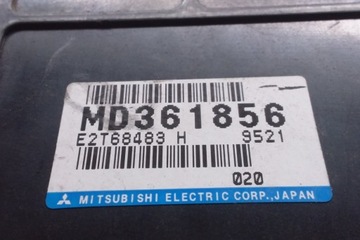 MD361856
E2T68483 H 9521
020
MITSUBISHI ELECTRIC CORP., JAPAN